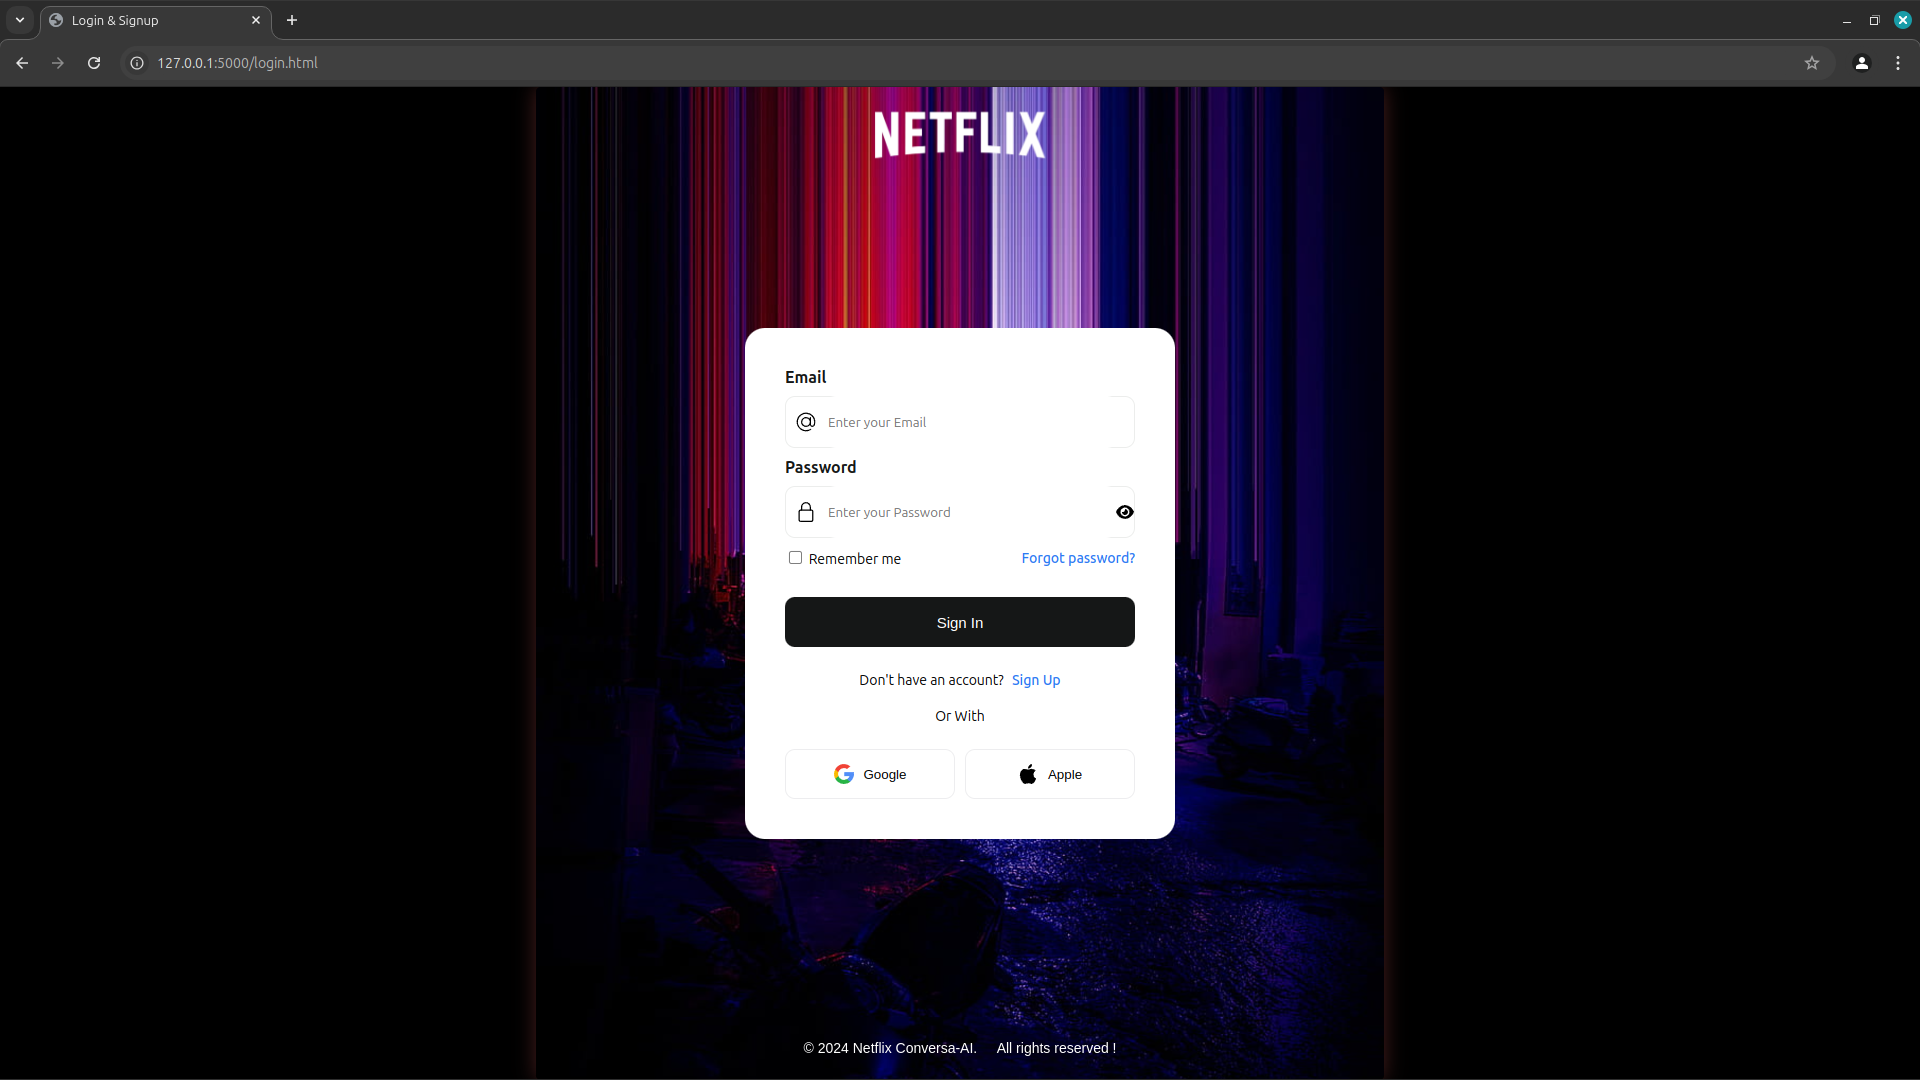 Login & Signup
127.0.0.1:5000/login.html
NETFLIX
Email
Enter your Email
Password
Enter your Password
Remember me Forgot password?
Sign In
Don't have an account? Sign Up
Or With
Google Apple
© 2024 Netflix Conversa-AI. All rights reserved !